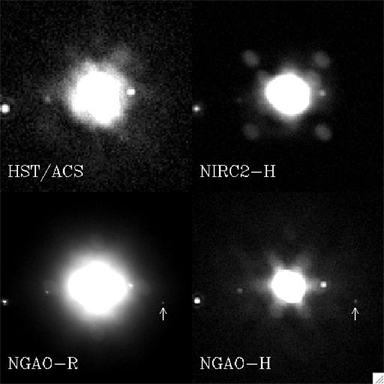 HST/ACS
NIRC2-H
NGAO-R
NGAO-H